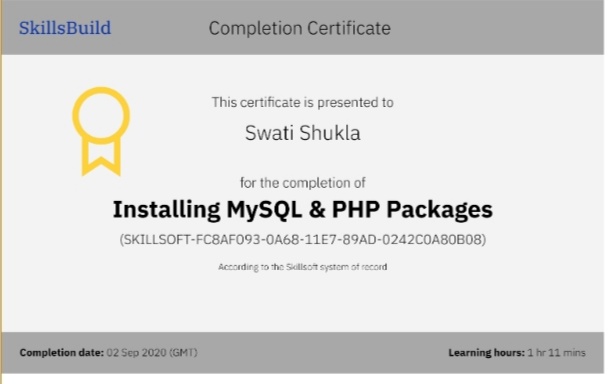 SkillsBuild
Completion Certificate
This certificate is presented to
Swati Shukla
for the completion of
Installing MySQL & PHP Packages
(SKILLSOFT-FC8AF093-0A68-11E7-89AD-0242C0A80B08)
According to the Skillsoft system of record
Completion date: 02 Sep 2020 (GMT)
Learning hours: 1 hr 11 mins